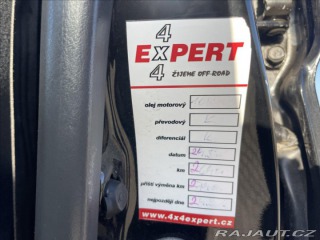 4
EXPERT
4
ŽIJEME OFF-ROAD
olej motorový
převodový
diferenciál
datum
km
příští výměna km
nejpozději dne
www.4x4expert.cz
RAJAUT.CZ